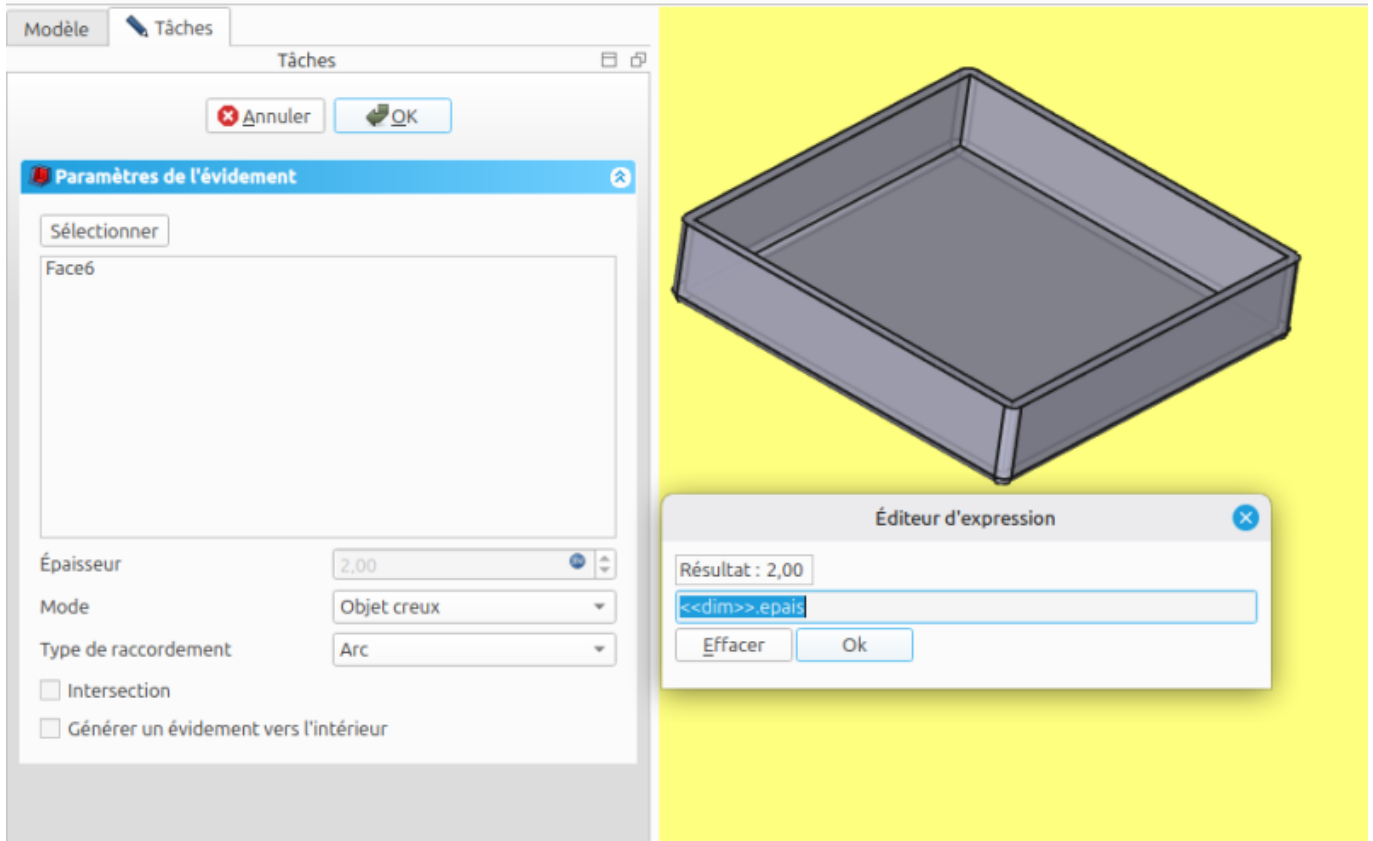 Modèle
Tâches
Tâches
Annuler
OK
Paramètres de l'évidement
Sélectionner
Face6
Épaisseur
2,00
Mode
Objet creux
Type de raccordement
Arc
Intersection
Générer un évidement vers l'intérieur
Éditeur d'expression
Résultat : 2,00
<<dim>>.epais
Effacer
Ok